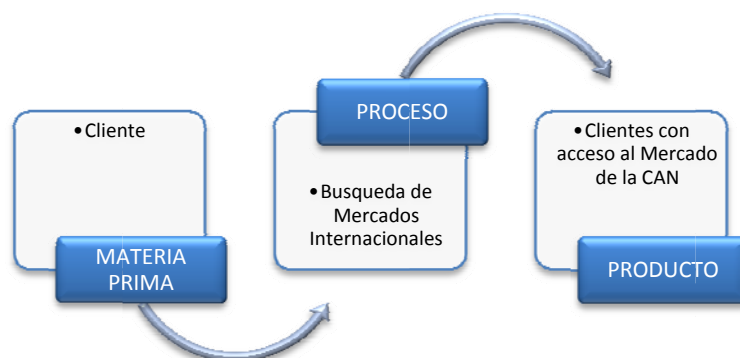 •Cliente
MATERIA
PRIMA
PROCESO
•Busqueda de
Mercados
Internacionales
•Clientes con
acceso al Mercado
de la CAN
PRODUCTO